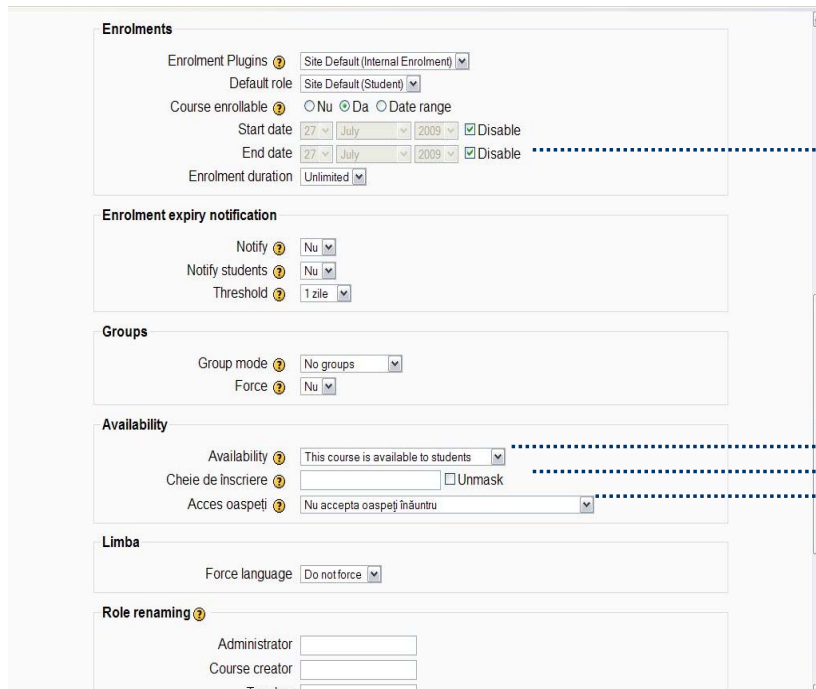 Enrolments
Enrolment Plugins ? Site Default (Internal Enrolment)
Default role Site Default (Student)
Course enrollable ? Nu Da Date range
Start date 27 July 2009 Disable
End date 27 July 2009 Disable
Enrolment duration Unlimited
Enrolment expiry notification
Notify ? Nu
Notify students ? Nu
Threshold ? 1 zile
Groups
Group mode ? No groups
Force ? Nu
Availability
Availability ? This course is available to students
Cheie de înscriere ? Unmask
Acces oaspeți ? Nu accepta oaspeţi înăuntru
Limba
Force language Do not force
Role renaming ?
Administrator
Course creator